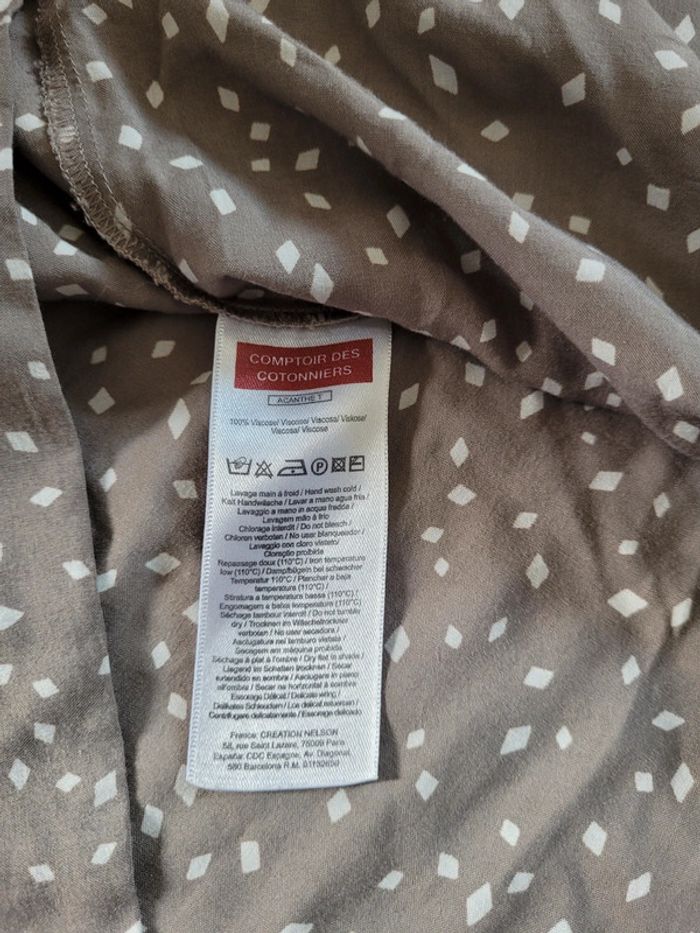 COMPTOIR DES
COTONNIERS
ACANTHE T
100% Viscose/ Viscose/ Viscosa/ Viskose/
Viscosa/ Viscose
P
Lavage main à froid / Hand wash cold /
Kalt Handwäsche / Lavar a mano agua fria /
Lavaggio a mano in acqua fredda /
Lavagem mão à frio
Chlorage interdit / Do not bleach /
Chloren verboten / No usar blanqueador /
Lavaggio con cloro vietato/
Cloração proibida
Repassage doux (110°C) / Iron temperature
low (110°C) / Dampfbügeln bei schwacher
Temperatur 110°C / Plancher a baja
temperatura (110°C) /
Stiratura a temperatura bassa (110°C) /
Engomagem a baixa temperatura (110°C)
Séchage tambour interdit / Do not tumble
dry / Trocknen im Wäschetrockner
verboten / No usar secadora /
Asciugatura nel tamburo vietata /
Secagem em máquina proibida
Séchage à plat à l'ombre / Dry flat in shade /
Liegend im Schatten trocknen / Secar
extendido en sombra / Asciugare in piano
all'ombra / Secar na horizontal à sombra
Essorage Délicat / Delicate wring /
Delikates Schleudern / Los delicat retuercen /
Centrifugare delicatamente / Essorage delicado
France: CREATION NELSON
58, rue Saint Lazare, 75009 Paris
España: CDC Espagne, Av. Diagonal,
580 Barcelona R.M.